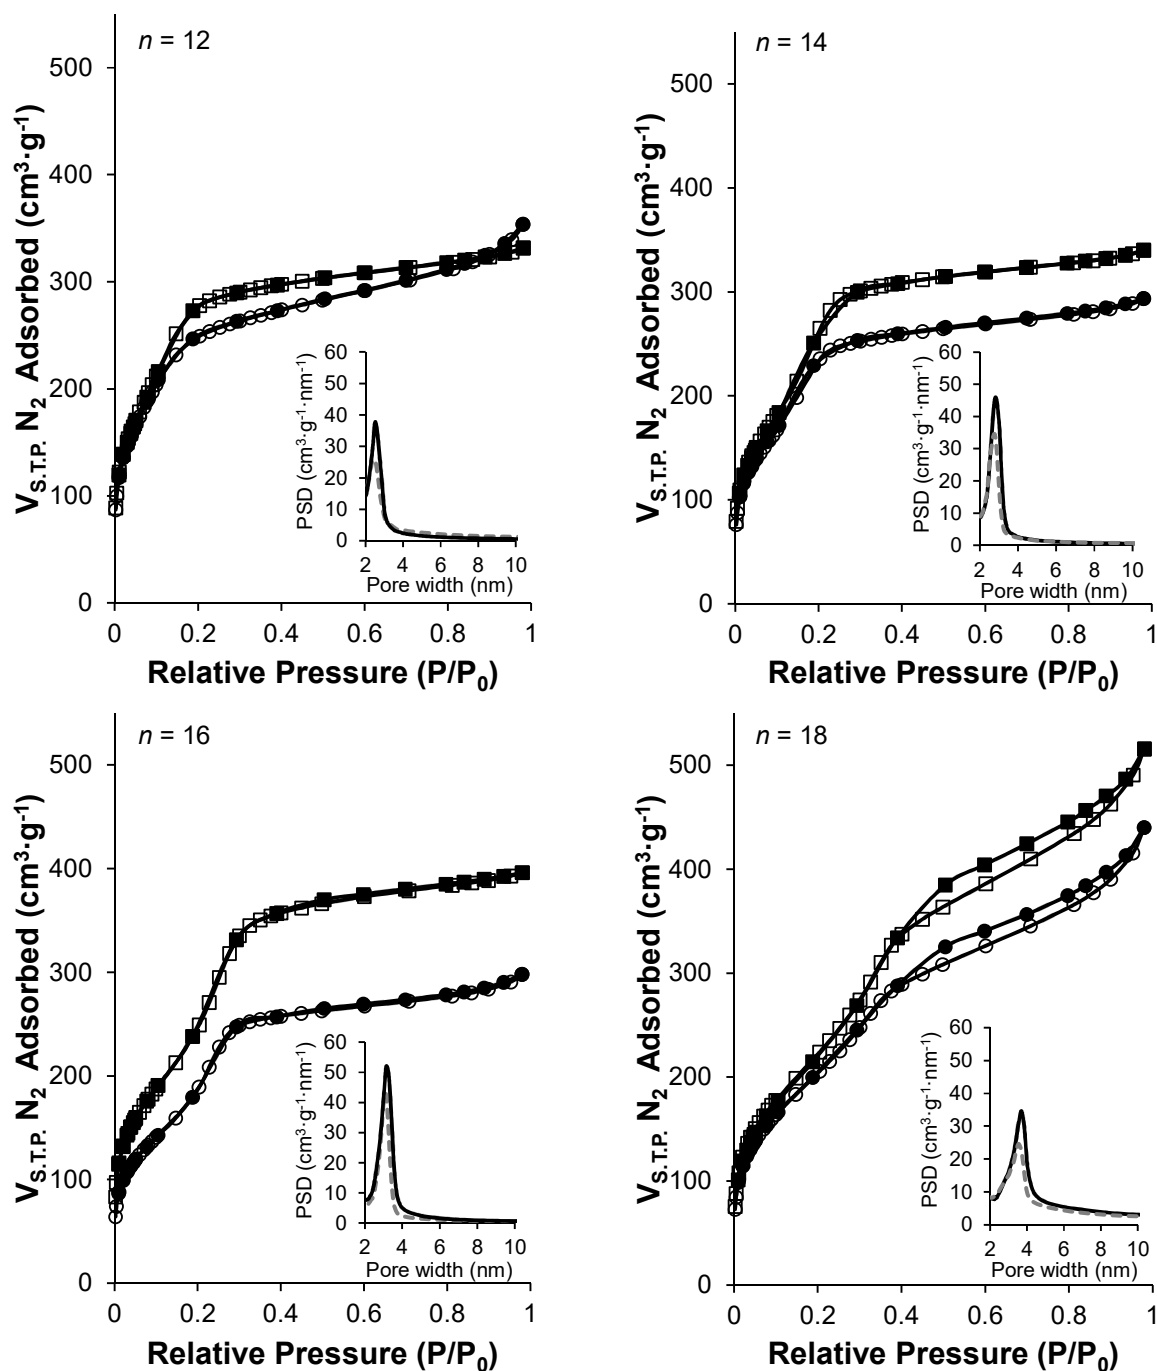 n = 12
V_S.T.P. N₂ Adsorbed (cm³·g⁻¹)
500
400
300
200
100
0
0 0.2 0.4 0.6 0.8 1
Relative Pressure (P/P₀)
PSD (cm³·g⁻¹·nm⁻¹)
60
50
40
30
20
10
0
2 4 6 8 10
Pore width (nm)
n = 14
V_S.T.P. N₂ Adsorbed (cm³·g⁻¹)
500
400
300
200
100
0
0 0.2 0.4 0.6 0.8 1
Relative Pressure (P/P₀)
PSD (cm³·g⁻¹·nm⁻¹)
60
50
40
30
20
10
0
2 4 6 8 10
Pore width (nm)
n = 16
V_S.T.P. N₂ Adsorbed (cm³·g⁻¹)
500
400
300
200
100
0
0 0.2 0.4 0.6 0.8 1
Relative Pressure (P/P₀)
PSD (cm³·g⁻¹·nm⁻¹)
60
50
40
30
20
10
0
2 4 6 8 10
Pore width (nm)
n = 18
V_S.T.P. N₂ Adsorbed (cm³·g⁻¹)
500
400
300
200
100
0
0 0.2 0.4 0.6 0.8 1
Relative Pressure (P/P₀)
PSD (cm³·g⁻¹·nm⁻¹)
60
50
40
30
20
10
0
2 4 6 8 10
Pore width (nm)